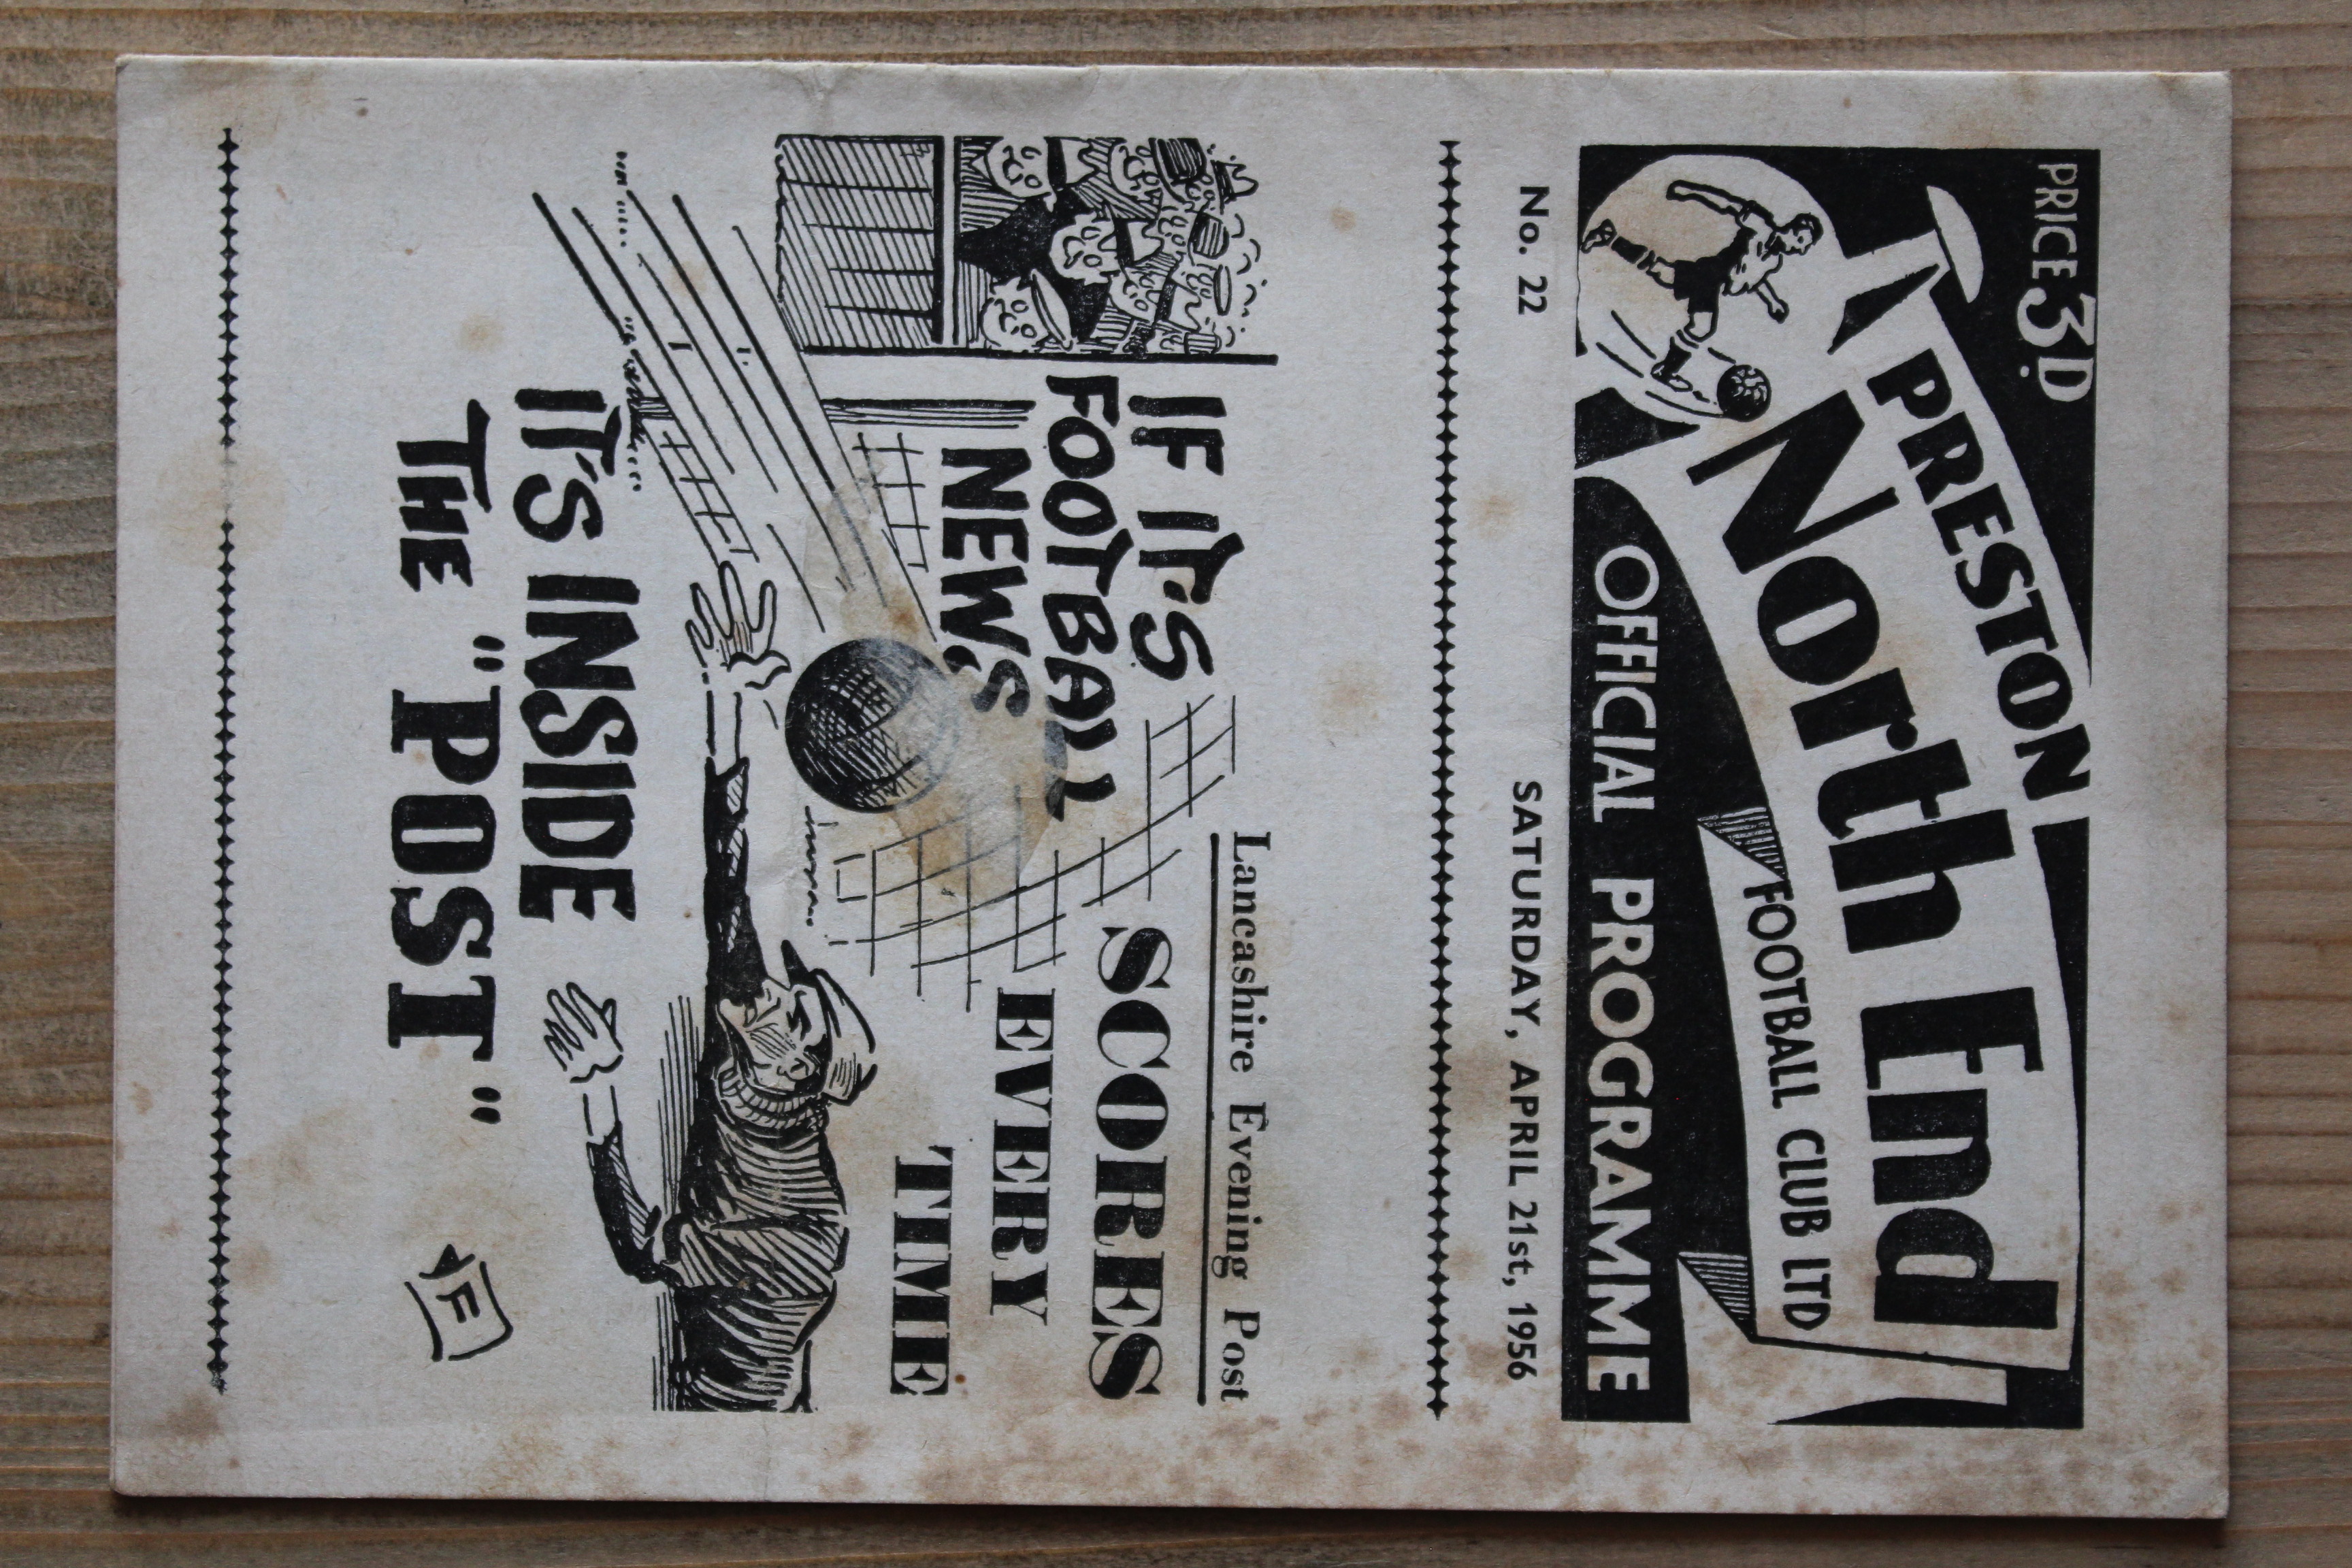 PRICE 3D
PRESTON
North End
FOOTBALL CLUB LTD
OFFICIAL PROGRAMME
No. 22 SATURDAY, APRIL 21st, 1956
Lancashire Evening Post
IF IT'S
FOOTBALL
NEWS
SCORES
EVERY
TIME
IT'S INSIDE
THE "POST"
F